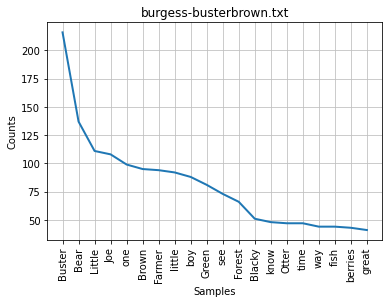 burgess-busterbrown.txt
Counts
200
175
150
125
100
75
50
Buster
Bear
Little
Joe
one
Brown
Farmer
little
boy
Green
see
Forest
Blacky
know
Otter
time
way
fish
berries
great
Samples